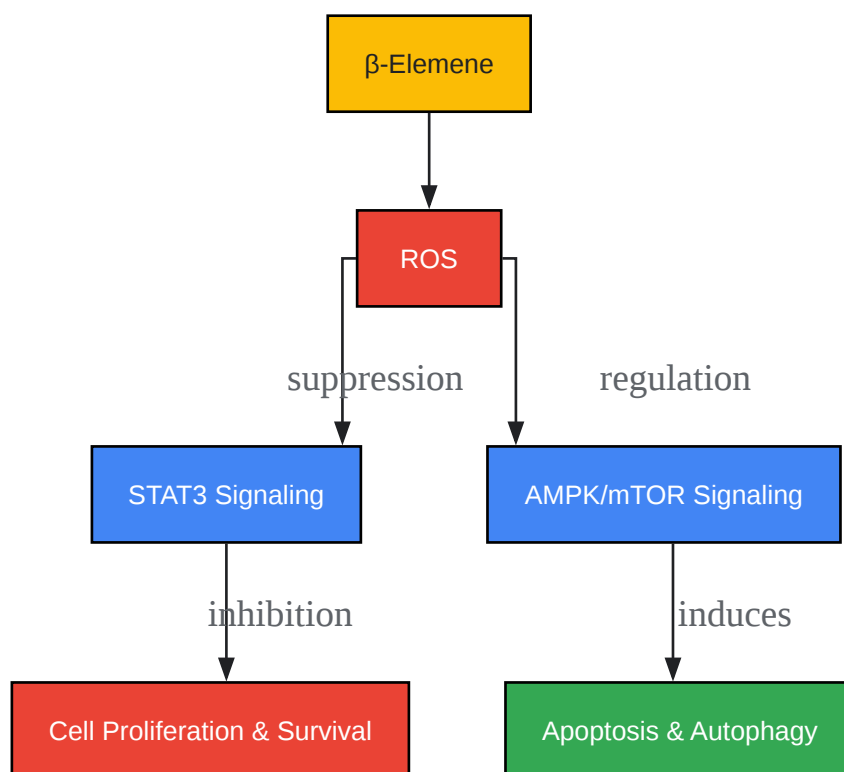 β-Elemene
ROS
suppression
regulation
STAT3 Signaling
AMPK/mTOR Signaling
inhibition
induces
Cell Proliferation & Survival
Apoptosis & Autophagy